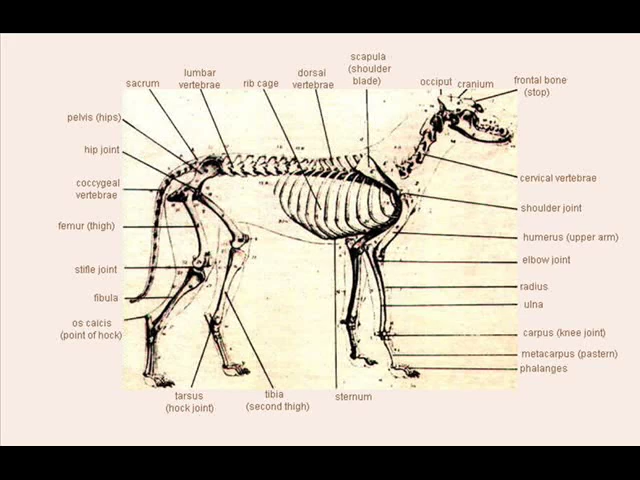 scapula
(shoulder
blade)
sacrum
lumbar
vertebrae
rib cage
dorsal
vertebrae
occiput
cranium
frontal bone
(stop)
pelvis (hips)
hip joint
coccygeal
vertebrae
femur (thigh)
stifle joint
fibula
os calcis
(point of hock)
cervical vertebrae
shoulder joint
humerus (upper arm)
elbow joint
radius
ulna
carpus (knee joint)
metacarpus (pastern)
phalanges
tarsus
(hock joint)
tibia
(second thigh)
sternum